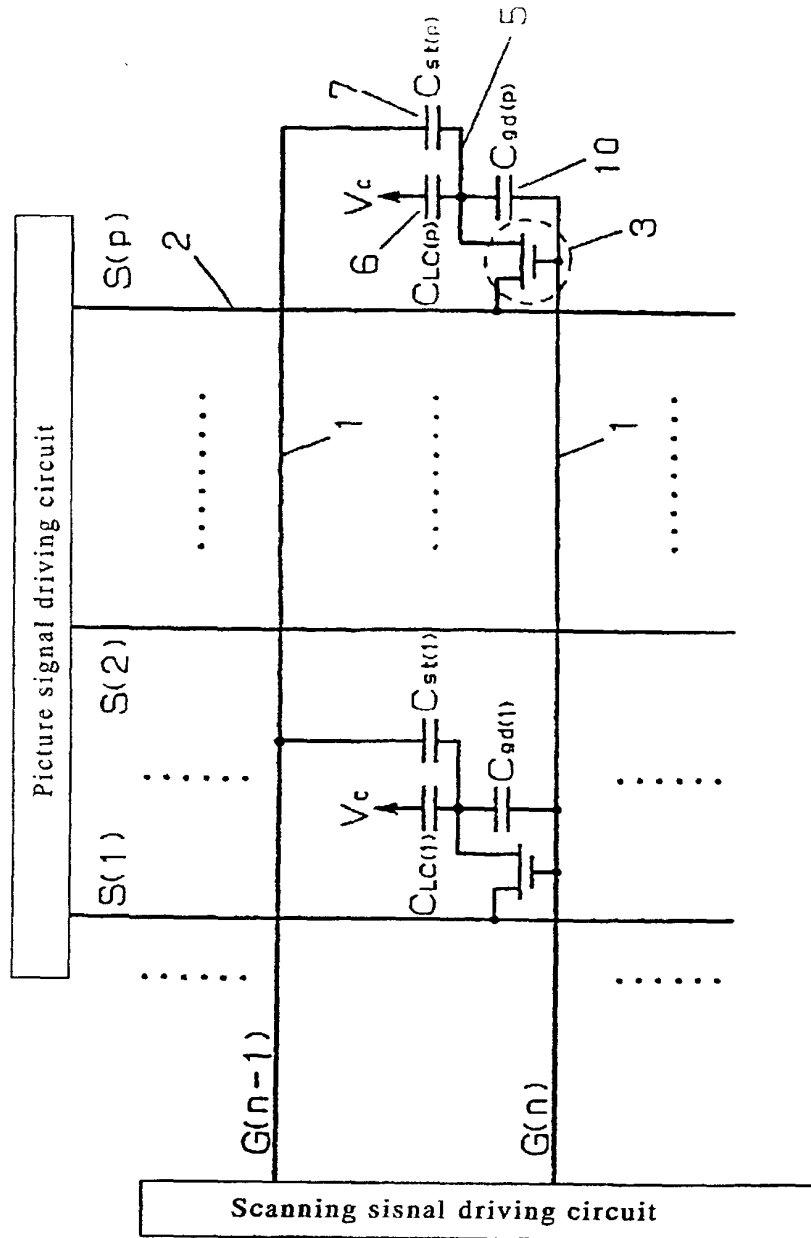 Picture signal driving circuit
S(1)
S(2)
S(p)
2
G(n-1)
1
Vc
CLC(1)
Cst(1)
Cgd(1)
Vc
6
7
CLC(p)
Cst(p)
5
Cgd(p)
10
3
G(n)
1
Scanning sisnal driving circuit